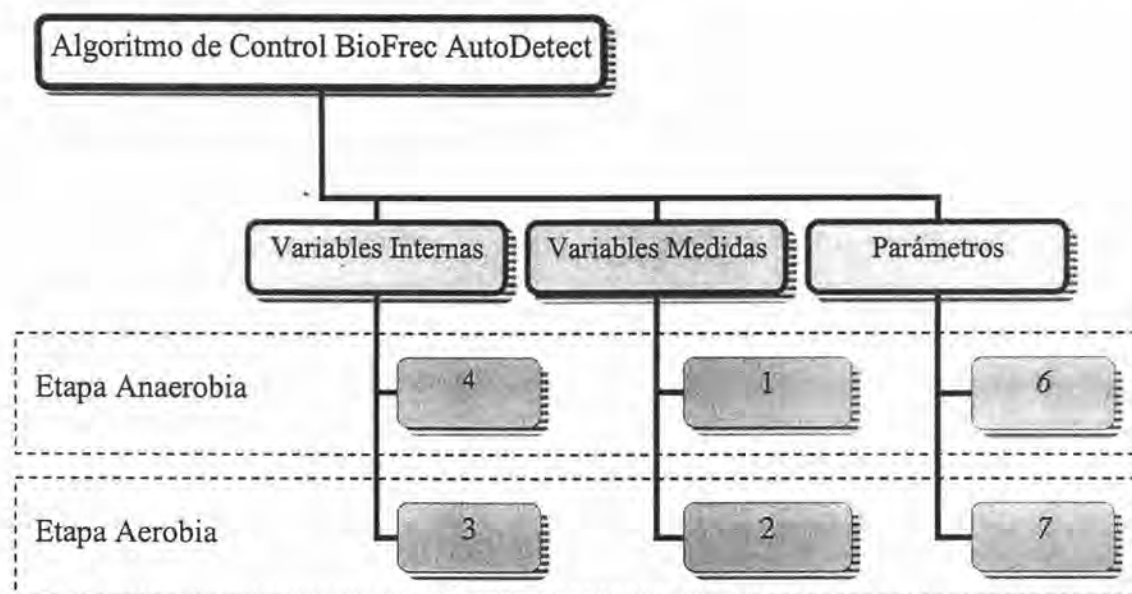 Algoritmo de Control BioFrec AutoDetect
Variables Internas Variables Medidas Parámetros
Etapa Anaerobia 4 1 6
Etapa Aerobia 3 2 7